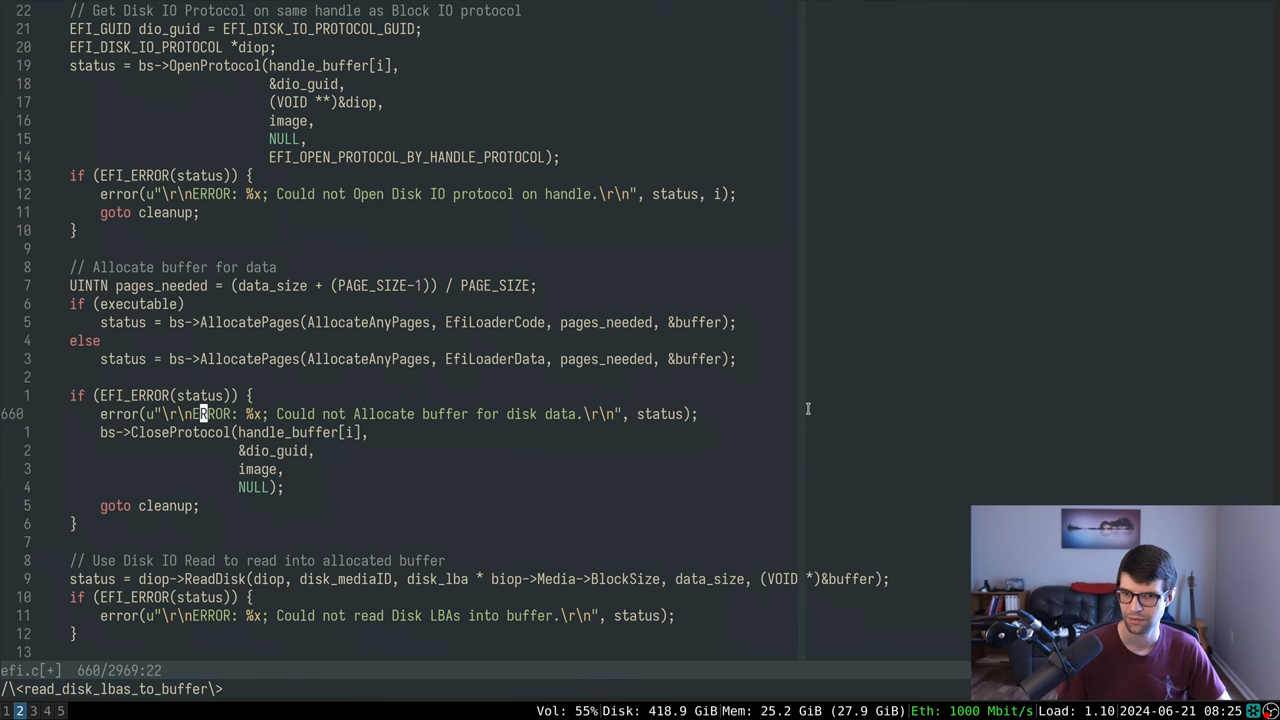 22 // Get Disk IO Protocol on same handle as Block IO protocol
21 EFI_GUID dio_guid = EFI_DISK_IO_PROTOCOL_GUID;
20 EFI_DISK_IO_PROTOCOL *diop;
19 status = bs->OpenProtocol(handle_buffer[i],
18 &dio_guid,
17 (VOID **)&diop,
16 image,
15 NULL,
14 EFI_OPEN_PROTOCOL_BY_HANDLE_PROTOCOL);
13 if (EFI_ERROR(status)) {
12 error(u"\r\nERROR: %x; Could not Open Disk IO protocol on handle.\r\n", status, i);
11 goto cleanup;
10 }
9
8 // Allocate buffer for data
7 UINTN pages_needed = (data_size + (PAGE_SIZE-1)) / PAGE_SIZE;
6 if (executable)
5 status = bs->AllocatePages(AllocateAnyPages, EfiLoaderCode, pages_needed, &buffer);
4 else
3 status = bs->AllocatePages(AllocateAnyPages, EfiLoaderData, pages_needed, &buffer);
2
1 if (EFI_ERROR(status)) {
660 error(u"\r\nERROR: %x; Could not Allocate buffer for disk data.\r\n", status);
1 bs->CloseProtocol(handle_buffer[i],
2 &dio_guid,
3 image,
4 NULL);
5 goto cleanup;
6 }
7
8 // Use Disk IO Read to read into allocated buffer
9 status = diop->ReadDisk(diop, disk_mediaID, disk_lba * biop->Media->BlockSize, data_size, (VOID *)&buffer);
10 if (EFI_ERROR(status)) {
11 error(u"\r\nERROR: %x; Could not read Disk LBAs into buffer.\r\n", status);
12 }
13
efi.c[+] 660/2969:22
/\<read_disk_lbas_to_buffer\>
1 2 3 4 5 Vol: 55% Disk: 418.9 GiB Mem: 25.2 GiB (27.9 GiB) Eth: 1000 Mbit/s Load: 1.10 2024-06-21 08:25